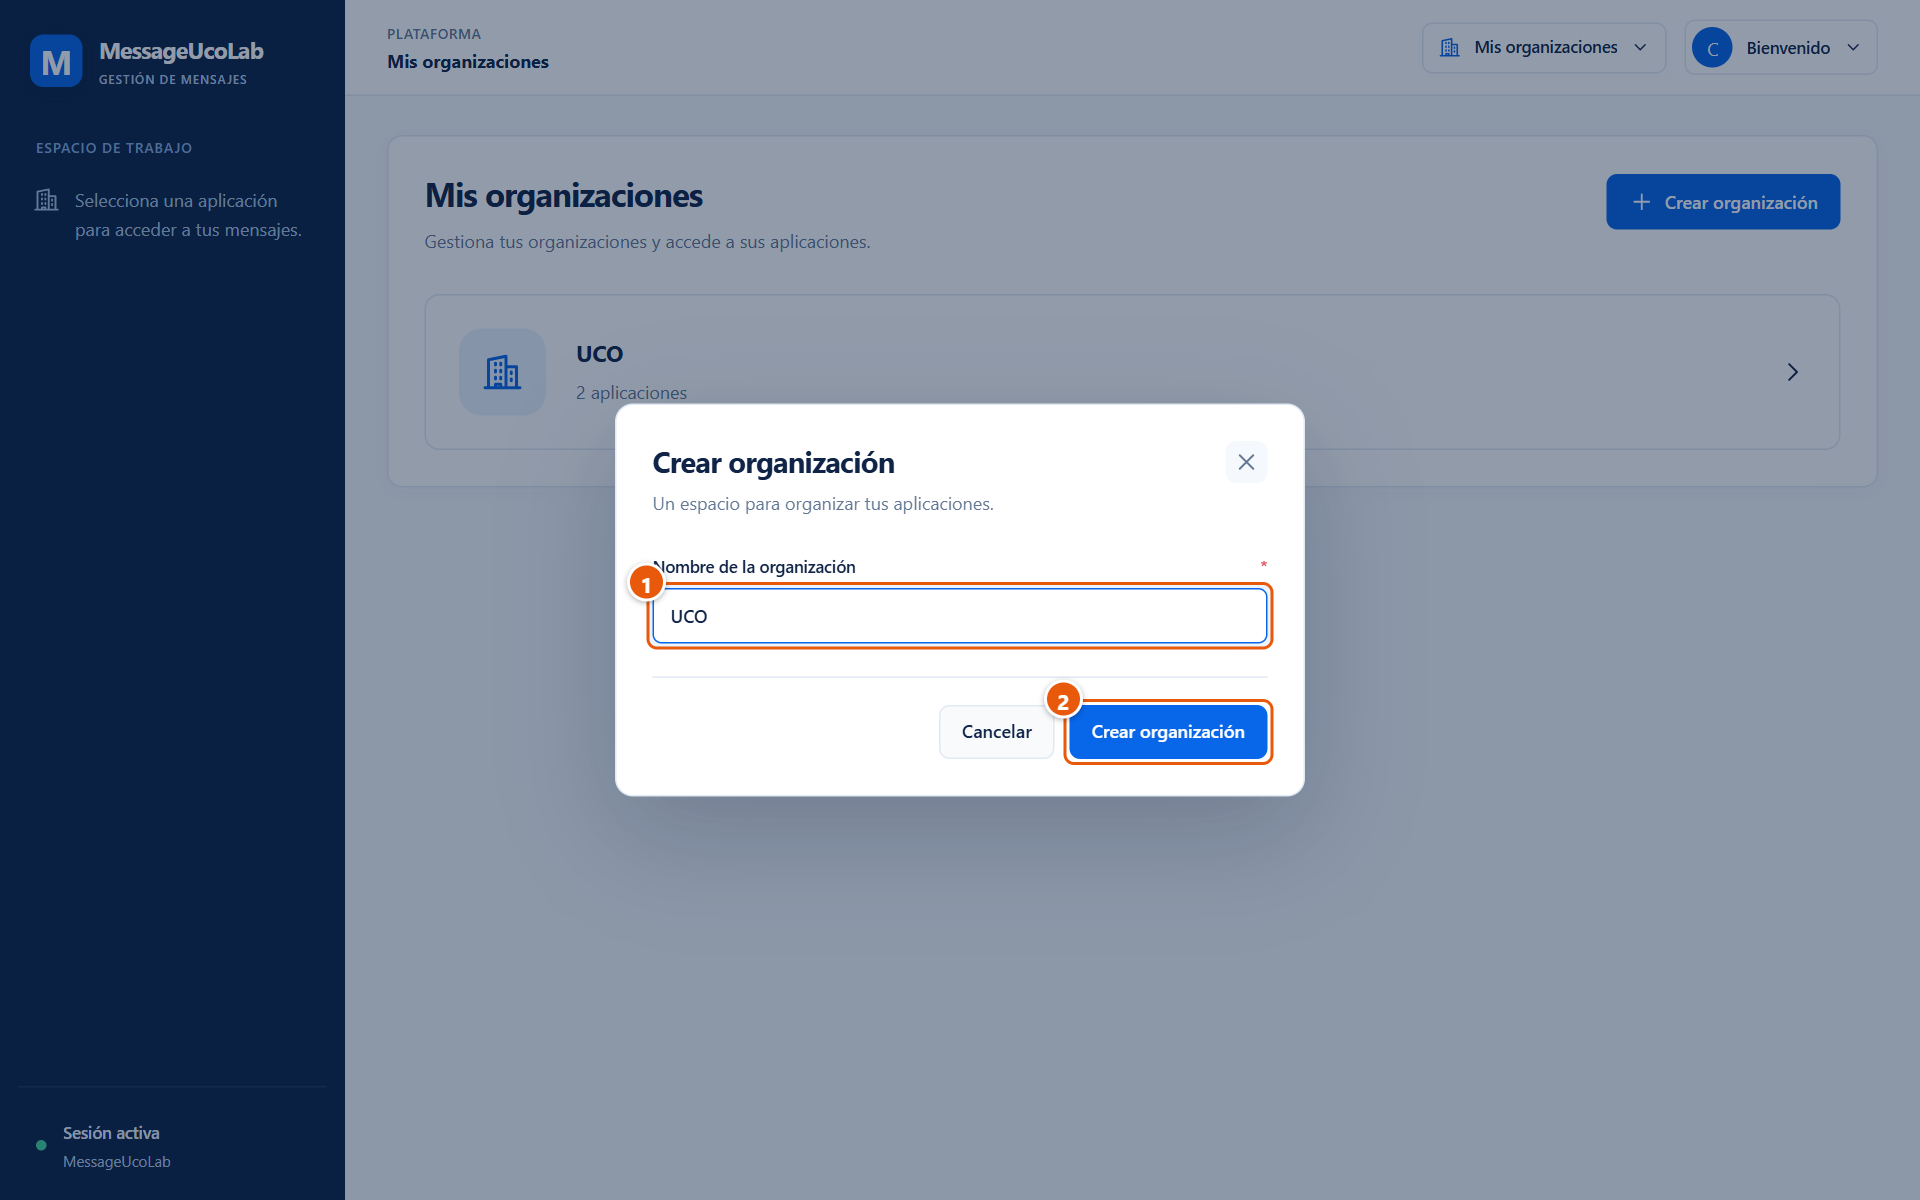 M
MessageUcoLab
GESTIÓN DE MENSAJES
ESPACIO DE TRABAJO
Selecciona una aplicación
para acceder a tus mensajes.
Sesión activa
MessageUcoLab
PLATAFORMA
Mis organizaciones
Mis organizaciones
C
Bienvenido
Mis organizaciones
Gestiona tus organizaciones y accede a sus aplicaciones.
+ Crear organización
UCO
2 aplicaciones
Crear organización
Un espacio para organizar tus aplicaciones.
Nombre de la organización *
1
UCO
2
Cancelar
Crear organización